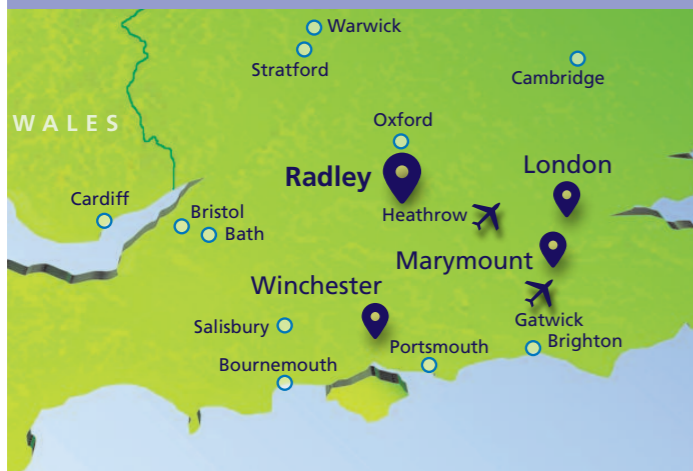 Warwick
Stratford
Cambridge
WALES
Oxford
Radley
London
Cardiff
Heathrow
Bristol
Bath
Marymount
Winchester
Gatwick
Salisbury
Brighton
Portsmouth
Bournemouth